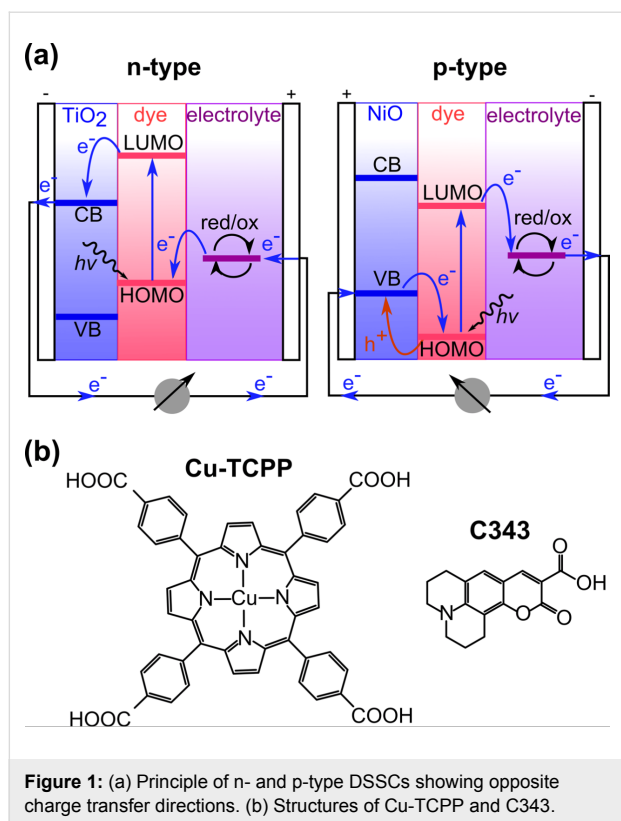 (a)
n-type
p-type
- +
+ -
TiO2 dye electrolyte
NiO dye electrolyte
LUMO
e-
CB
e-
CB
LUMO
e-
red/ox
e-
e-
hν
HOMO
VB
red/ox
e-
VB
e-
hν
h+
HOMO
e- e-
e- e-
(b)
Cu-TCPP
HOOC COOH
N
N Cu N
N
HOOC COOH
C343
O
OH
N O O
Figure 1: (a) Principle of n- and p-type DSSCs showing opposite
charge transfer directions. (b) Structures of Cu-TCPP and C343.